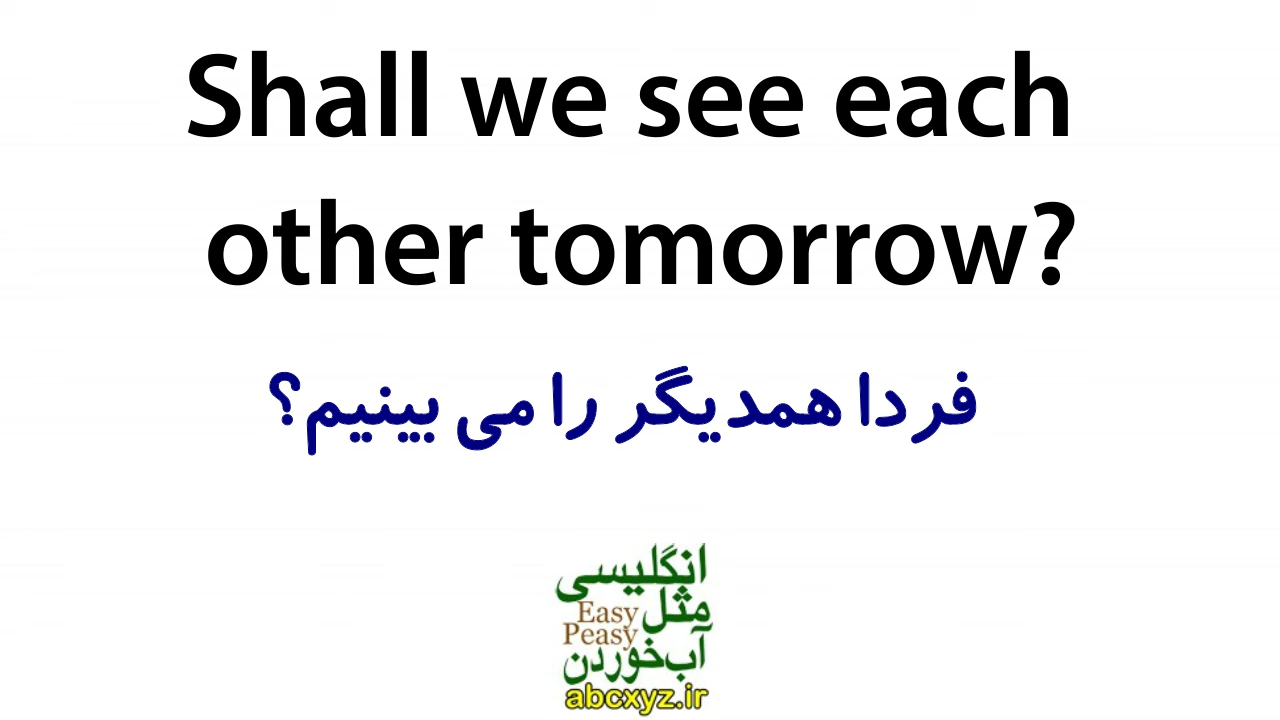 Shall we see each
other tomorrow?
فردا همدیگر را می بینیم؟
انگلیسی
مثل Easy
Peasy
آب‌خوردن
abcxyz.ir